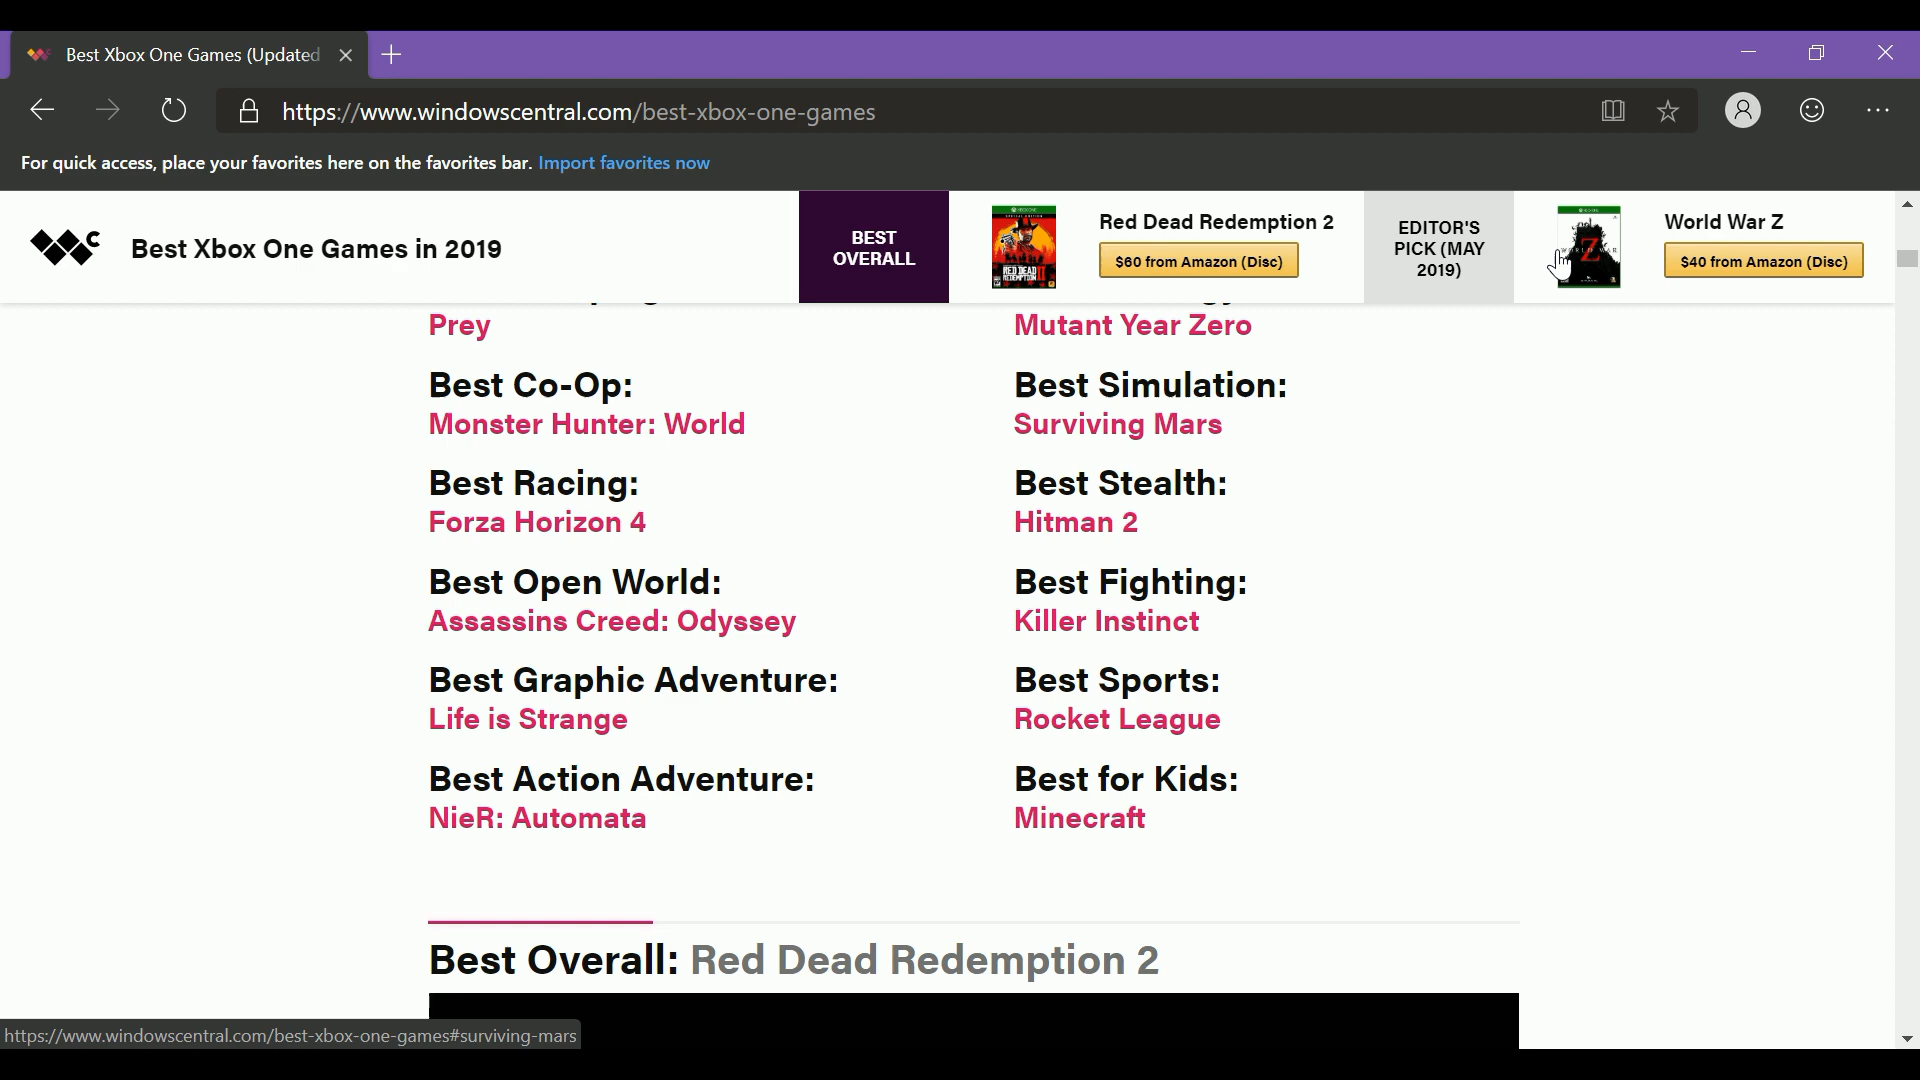 Best Xbox One Games (Updated
https://www.windowscentral.com/best-xbox-one-games
For quick access, place your favorites here on the favorites bar. Import favorites now
Best Xbox One Games in 2019
BEST
OVERALL
Red Dead Redemption 2
$60 from Amazon (Disc)
EDITOR'S
PICK (MAY
2019)
World War Z
$40 from Amazon (Disc)
Prey
Mutant Year Zero
Best Co-Op:
Monster Hunter: World
Best Simulation:
Surviving Mars
Best Racing:
Forza Horizon 4
Best Stealth:
Hitman 2
Best Open World:
Assassins Creed: Odyssey
Best Fighting:
Killer Instinct
Best Graphic Adventure:
Life is Strange
Best Sports:
Rocket League
Best Action Adventure:
NieR: Automata
Best for Kids:
Minecraft
Best Overall: Red Dead Redemption 2
https://www.windowscentral.com/best-xbox-one-games#surviving-mars